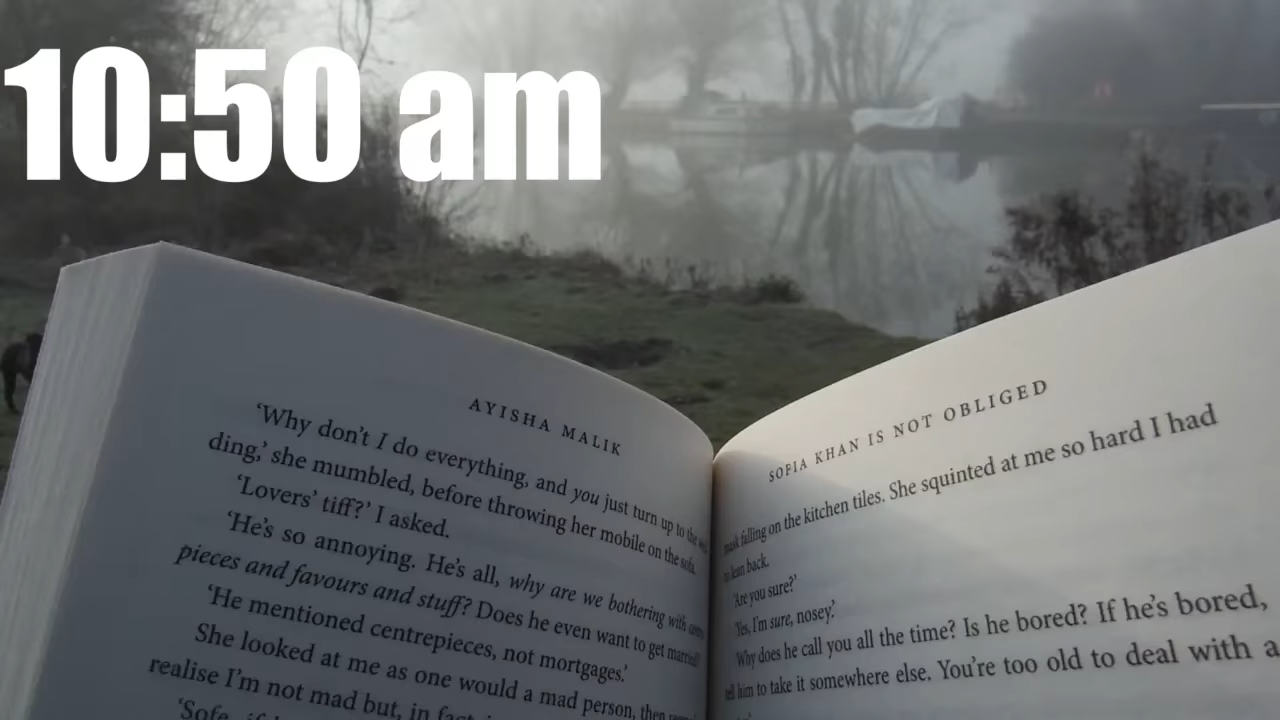 10:50 am
AYISHA MALIK
‘Why don’t I do everything, and you just turn up to the
ding,’ she mumbled, before throwing her mobile on the sofa.
‘Lovers’ tiff?’ I asked.
‘He’s so annoying. He’s all, why are we bothering with
pieces and favours and stuff? Does he even want to get married?
‘He mentioned centrepieces, not mortgages.’
She looked at me as one would a mad person, then
realise I’m not mad but, in fact,
‘Sofe, if
SOFIA KHAN IS NOT OBLIGED
mask falling on the kitchen tiles. She squinted at me so hard I had
to lean back.
‘Are you sure?’
‘Yes, I’m sure, nosey.’
‘Why does he call you all the time? Is he bored? If he’s bored,
tell him to take it somewhere else. You’re too old to deal with a